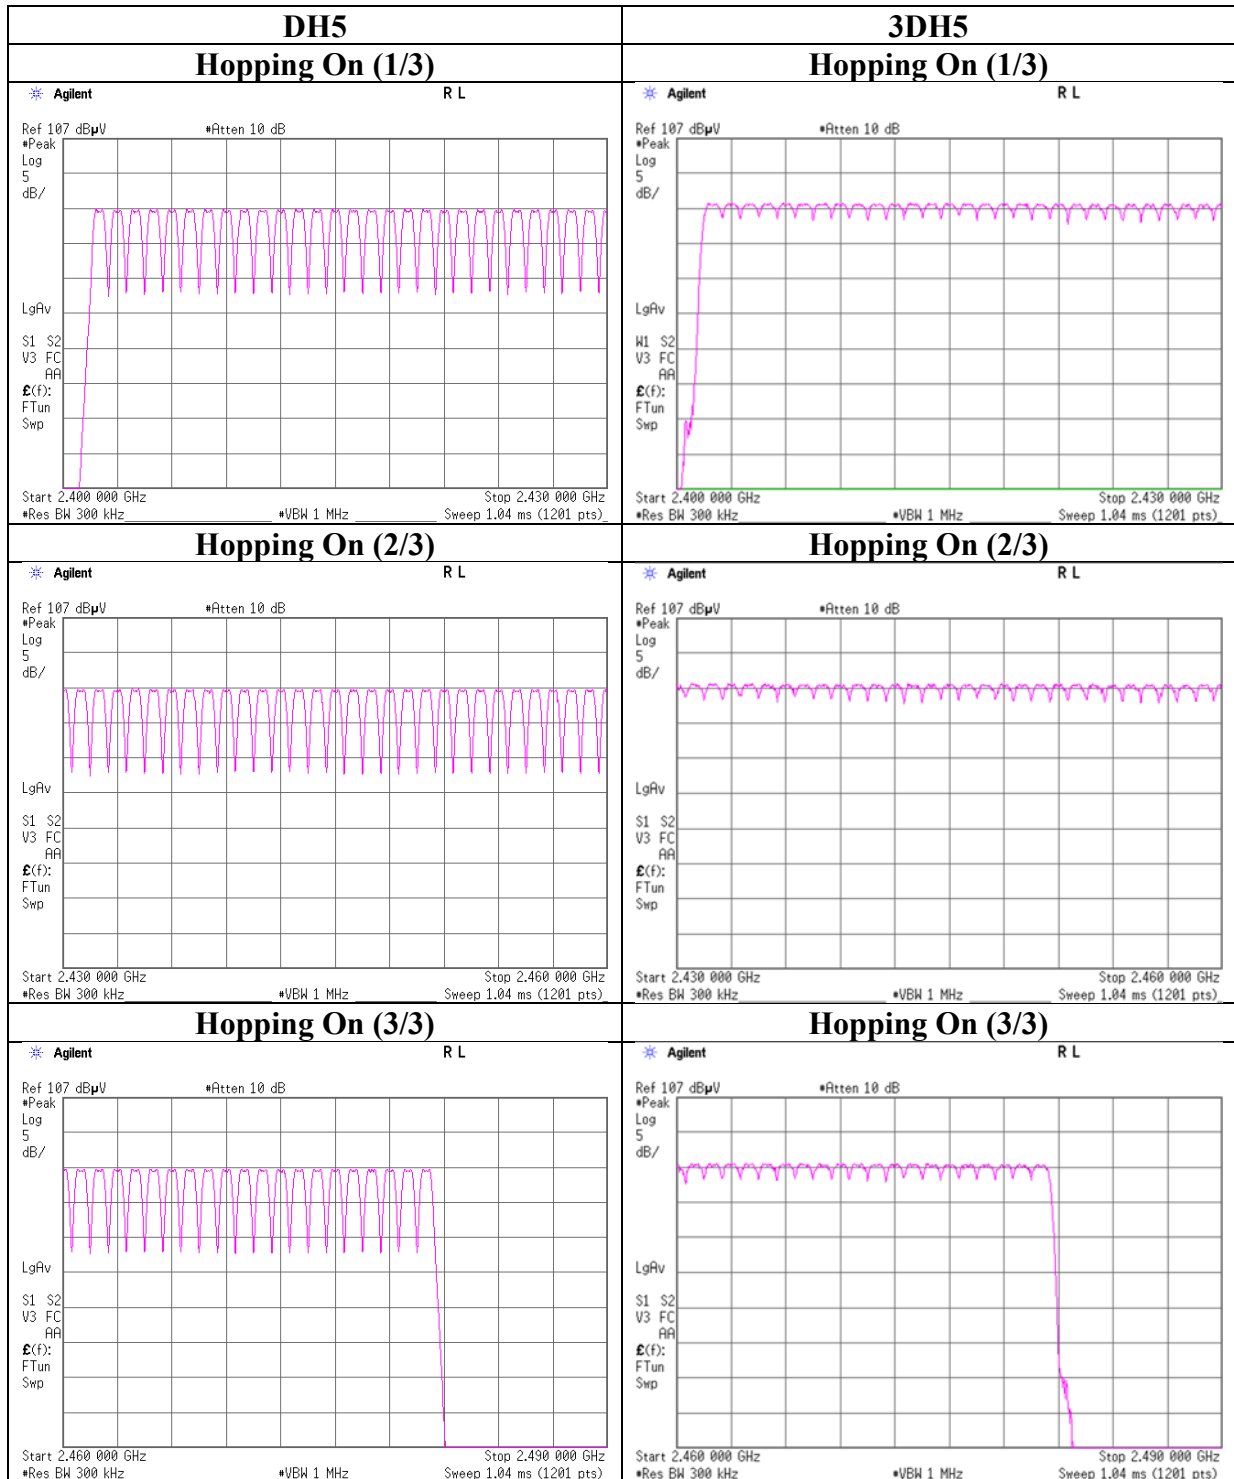 DH5 3DH5
Hopping On (1/3) Hopping On (1/3)
Agilent R L
Ref 107 dBµV #Atten 10 dB
#Peak
Log
5
dB/
LgAv
S1 S2
V3 FC
AA
£(f):
FTun
Swp
Start 2.400 000 GHz Stop 2.430 000 GHz
#Res BW 300 kHz #VBW 1 MHz Sweep 1.04 ms (1201 pts)
Agilent R L
Ref 107 dBµV #Atten 10 dB
#Peak
Log
5
dB/
LgAv
W1 S2
V3 FC
AA
£(f):
FTun
Swp
Start 2.400 000 GHz Stop 2.430 000 GHz
#Res BW 300 kHz #VBW 1 MHz Sweep 1.04 ms (1201 pts)
Hopping On (2/3) Hopping On (2/3)
Agilent R L
Ref 107 dBµV #Atten 10 dB
#Peak
Log
5
dB/
LgAv
S1 S2
V3 FC
AA
£(f):
FTun
Swp
Start 2.430 000 GHz Stop 2.460 000 GHz
#Res BW 300 kHz #VBW 1 MHz Sweep 1.04 ms (1201 pts)
Agilent R L
Ref 107 dBµV #Atten 10 dB
#Peak
Log
5
dB/
LgAv
S1 S2
V3 FC
AA
£(f):
FTun
Swp
Start 2.430 000 GHz Stop 2.460 000 GHz
#Res BW 300 kHz #VBW 1 MHz Sweep 1.04 ms (1201 pts)
Hopping On (3/3) Hopping On (3/3)
Agilent R L
Ref 107 dBµV #Atten 10 dB
#Peak
Log
5
dB/
LgAv
S1 S2
V3 FC
AA
£(f):
FTun
Swp
Start 2.460 000 GHz Stop 2.490 000 GHz
#Res BW 300 kHz #VBW 1 MHz Sweep 1.04 ms (1201 pts)
Agilent R L
Ref 107 dBµV #Atten 10 dB
#Peak
Log
5
dB/
LgAv
S1 S2
V3 FC
AA
£(f):
FTun
Swp
Start 2.460 000 GHz Stop 2.490 000 GHz
#Res BW 300 kHz #VBW 1 MHz Sweep 1.04 ms (1201 pts)